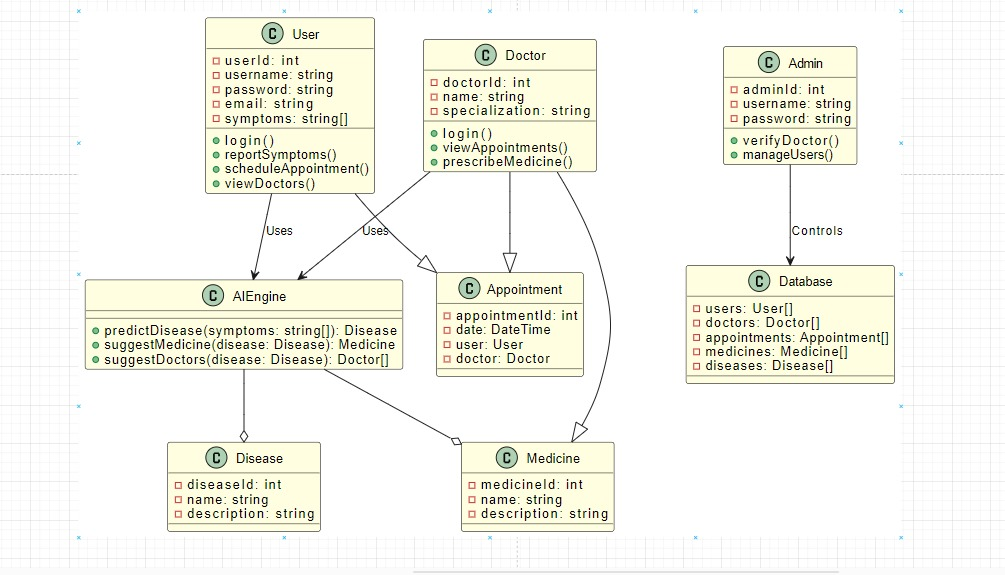 C User
userId: int
username: string
password: string
email: string
symptoms: string[]
login()
reportSymptoms()
scheduleAppointment()
viewDoctors()
C Doctor
doctorId: int
name: string
specialization: string
login()
viewAppointments()
prescribeMedicine()
C Admin
adminId: int
username: string
password: string
verifyDoctor()
manageUsers()
Uses
Uses
Controls
C AIEngine
predictDisease(symptoms: string[]): Disease
suggestMedicine(disease: Disease): Medicine
suggestDoctors(disease: Disease): Doctor[]
C Appointment
appointmentId: int
date: DateTime
user: User
doctor: Doctor
C Database
users: User[]
doctors: Doctor[]
appointments: Appointment[]
medicines: Medicine[]
diseases: Disease[]
C Disease
diseaseId: int
name: string
description: string
C Medicine
medicineId: int
name: string
description: string